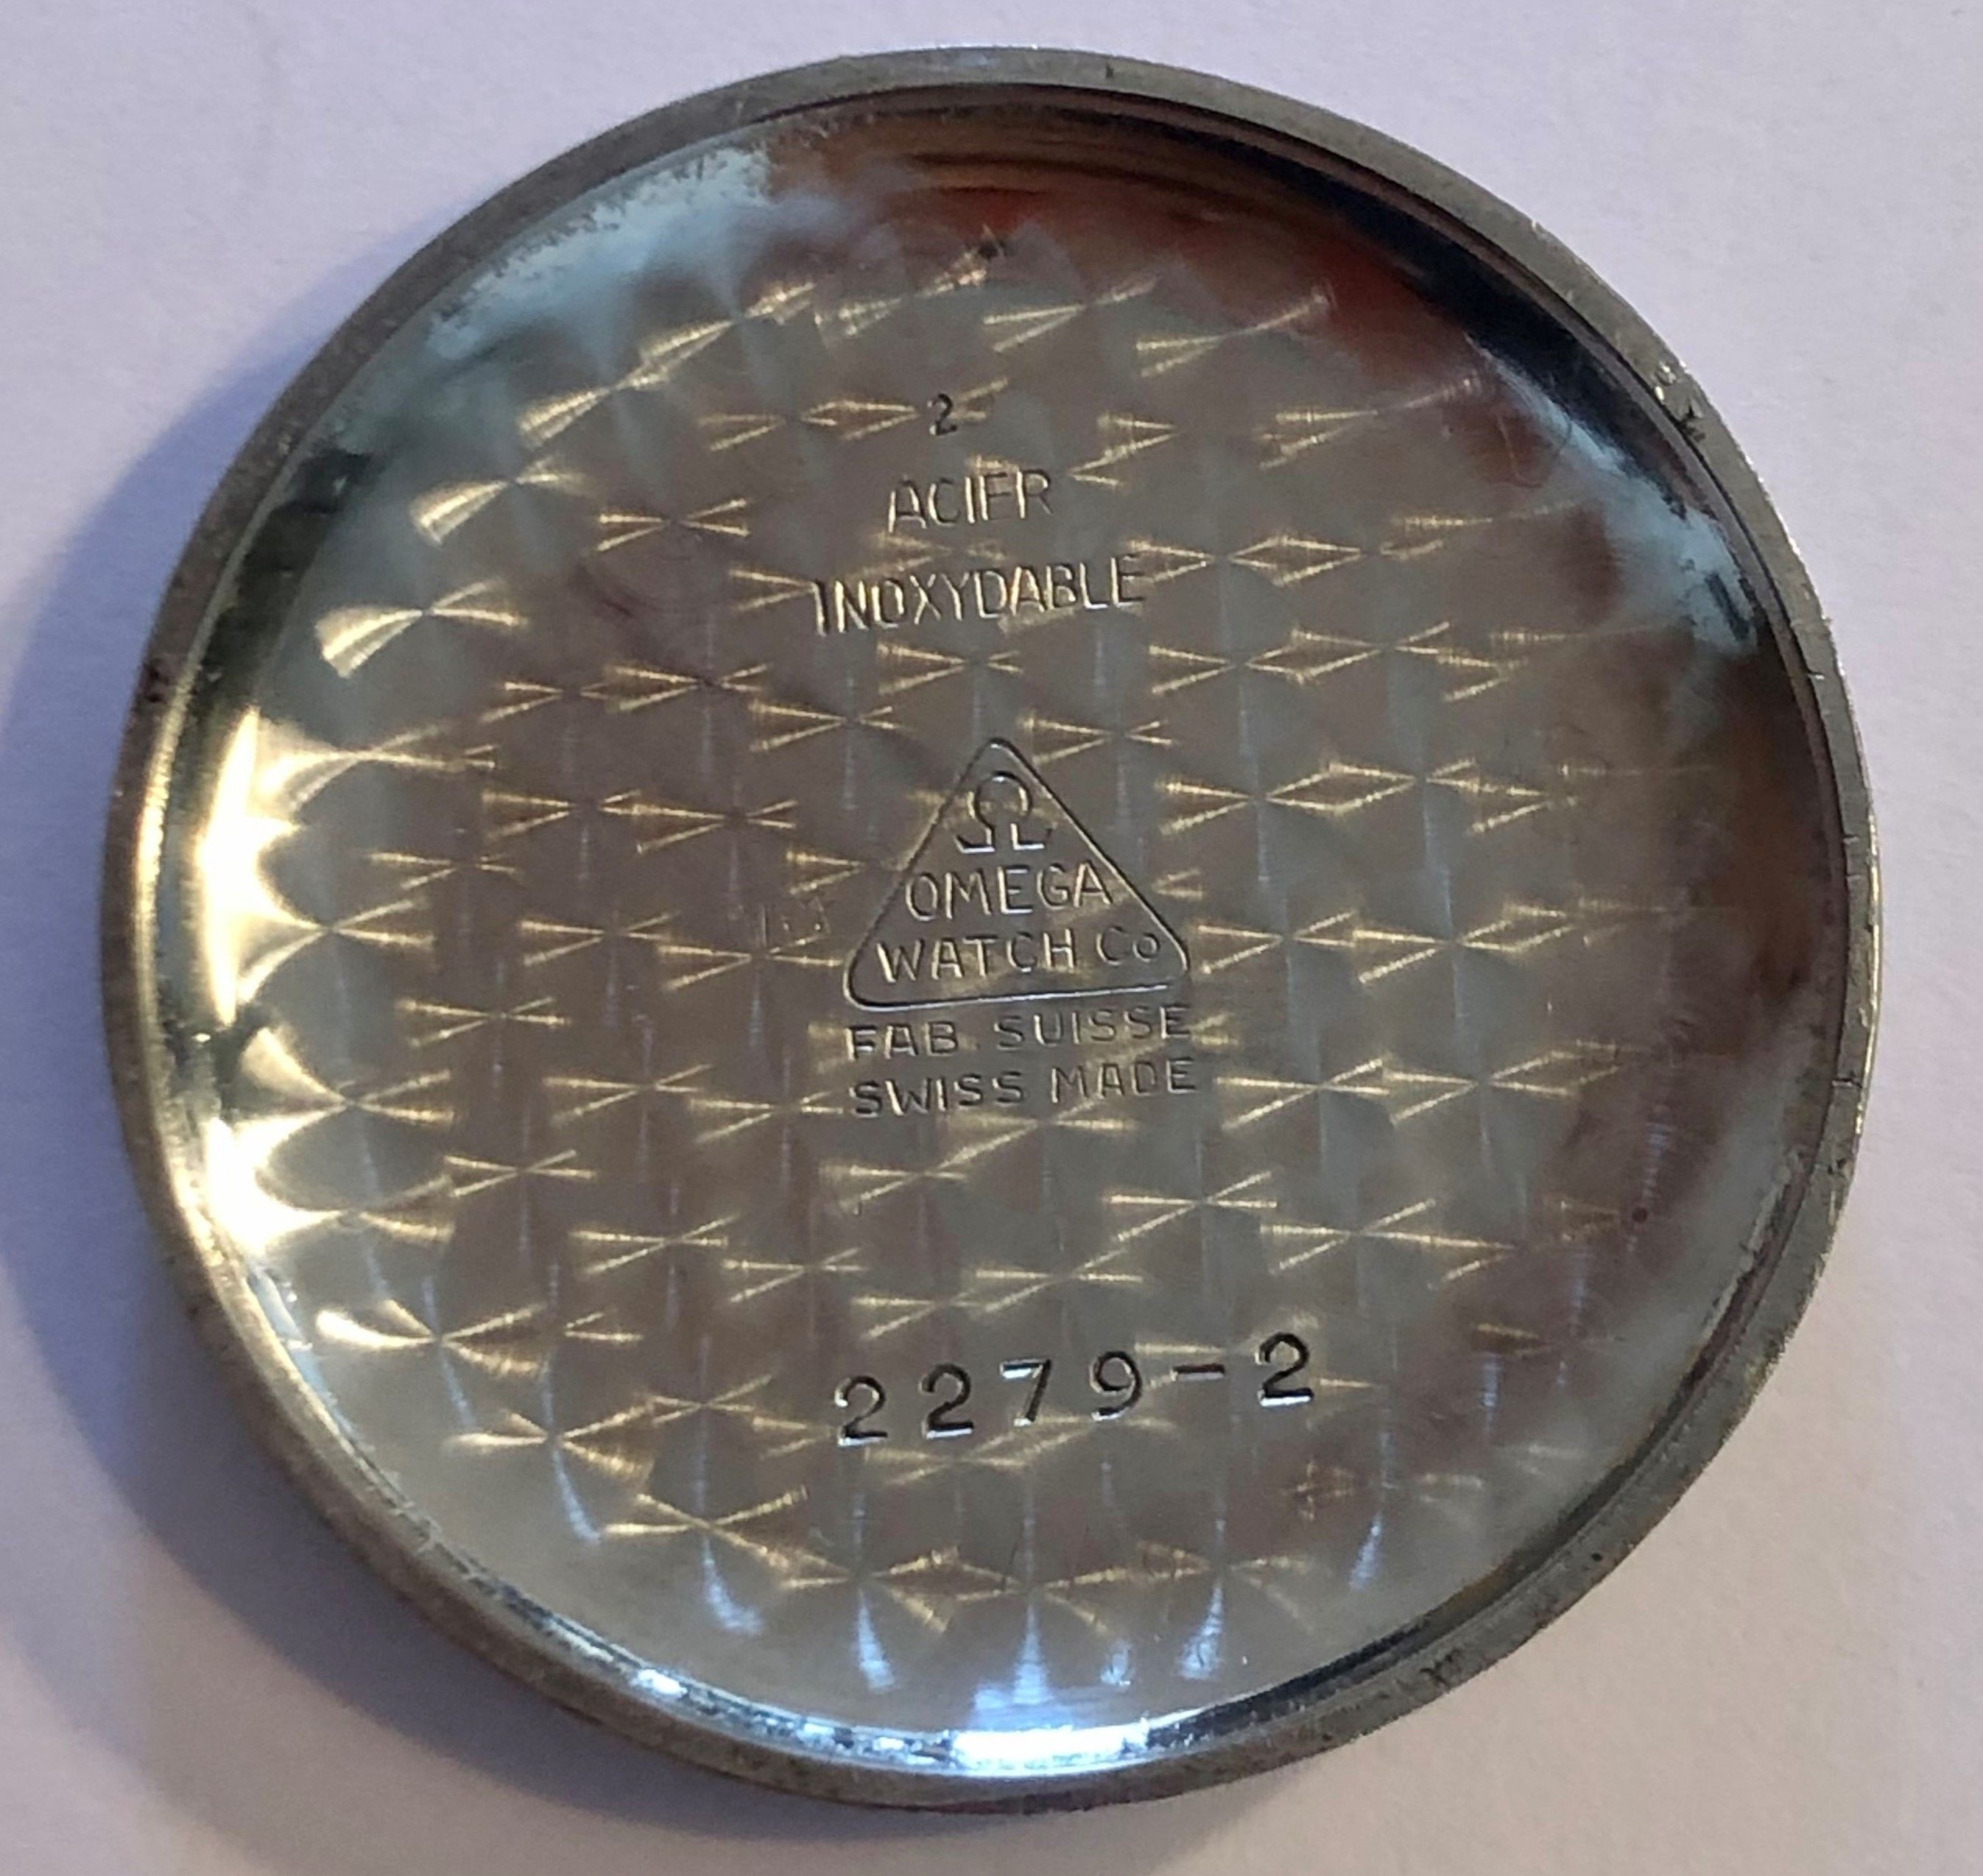 2
ACIER
INOXYDABLE
Ω
OMEGA
WATCH Co
FAB. SUISSE
SWISS MADE
2279-2